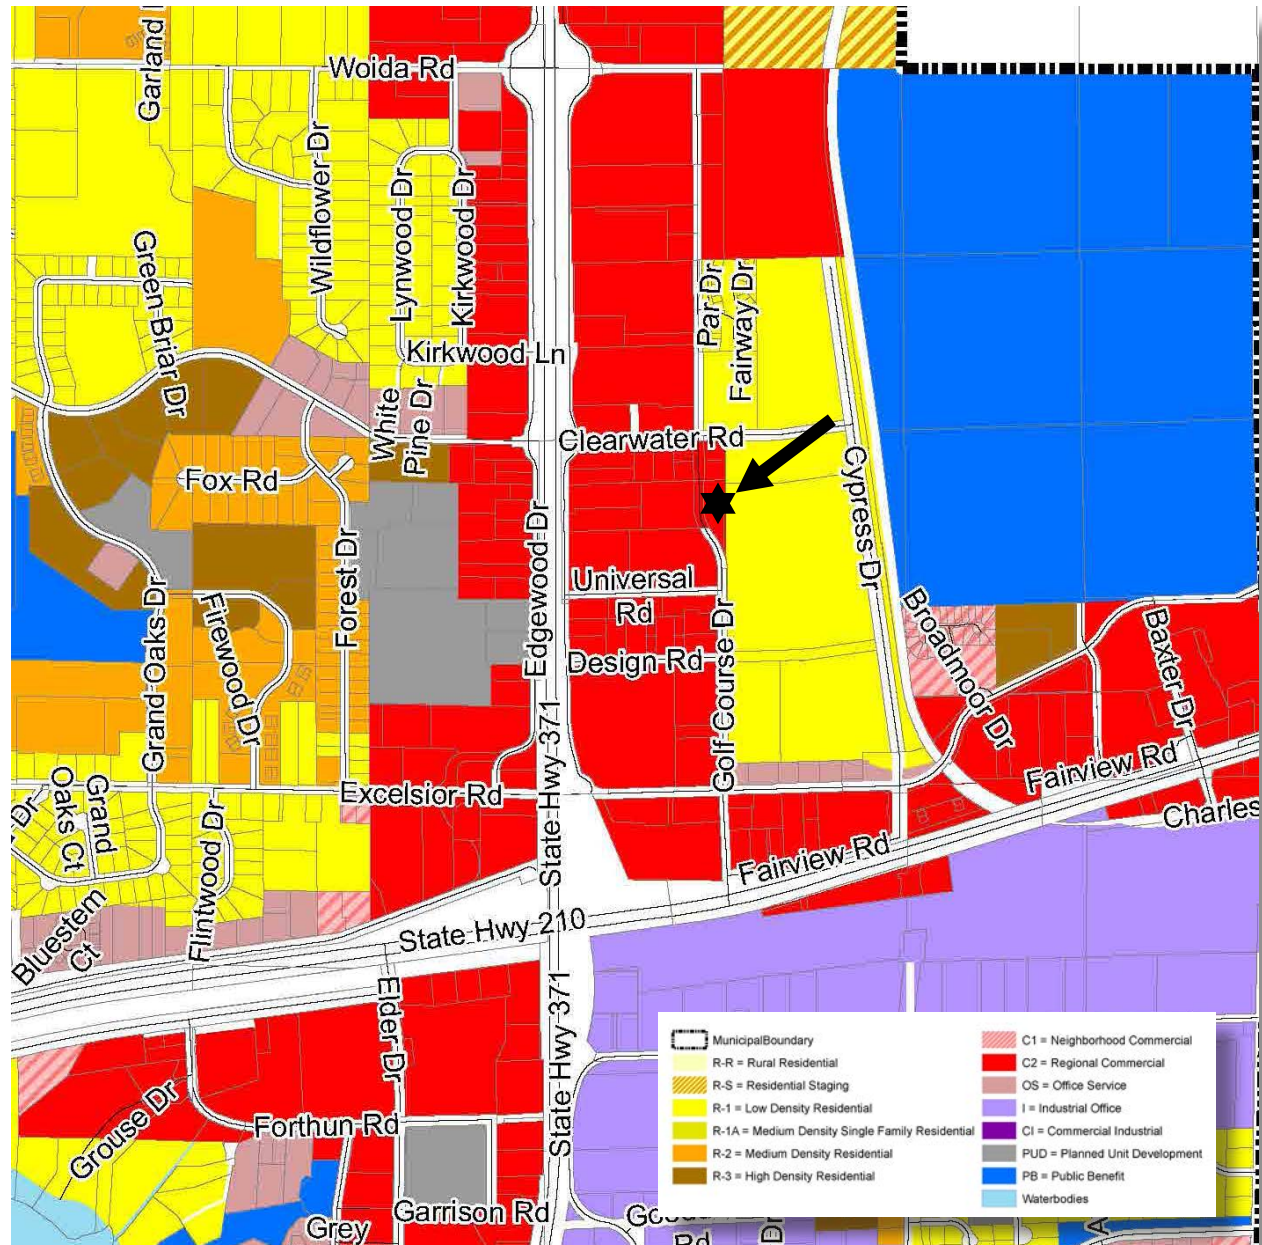 Garland
Woida Rd
Wildflower Dr
Lynwood Dr
Kirkwood Dr
Green Briar Dr
Par Dr
Fairway Dr
Kirkwood Ln
White
Pine Dr
Clearwater Rd
Fox Rd
Cypress Dr
Edgewood Dr
Forest Dr
Universal
Rd
Grand Oaks Dr
Firewood Dr
Design Rd
Golf Course Dr
Broadmoor Dr
Baxter Dr
State Hwy 371
Excelsior Rd
Fairview Rd
Grand
Oaks Ct
Dr
Flintwood Dr
Charles
Fairview Rd
Bluestem
Ct
State Hwy 210
Elder Dr
State Hwy 371
Grouse Dr
Forthun Rd
Garrison Rd
Grey
Rd
Dr
MunicipalBoundary
R-R = Rural Residential
R-S = Residential Staging
R-1 = Low Density Residential
R-1A = Medium Density Single Family Residential
R-2 = Medium Density Residential
R-3 = High Density Residential
C1 = Neighborhood Commercial
C2 = Regional Commercial
OS = Office Service
I = Industrial Office
CI = Commercial Industrial
PUD = Planned Unit Development
PB = Public Benefit
Waterbodies